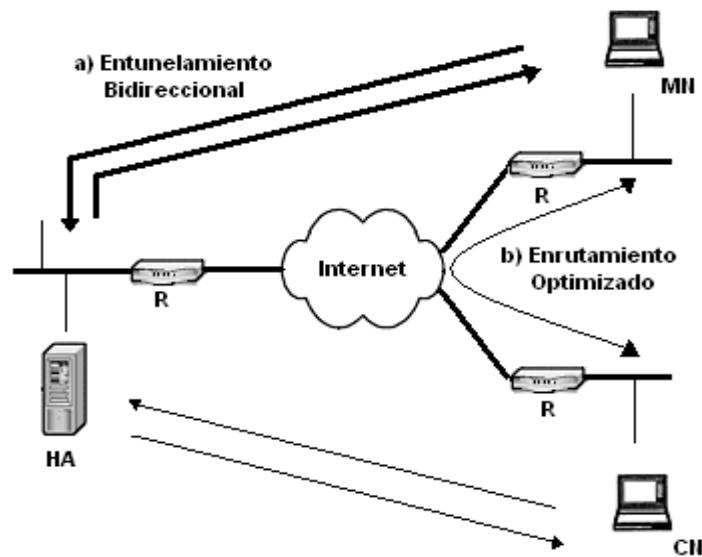 a) Entunelamiento
Bidireccional
MN
R
b) Enrutamiento
Optimizado
Internet
R
R
HA
CN